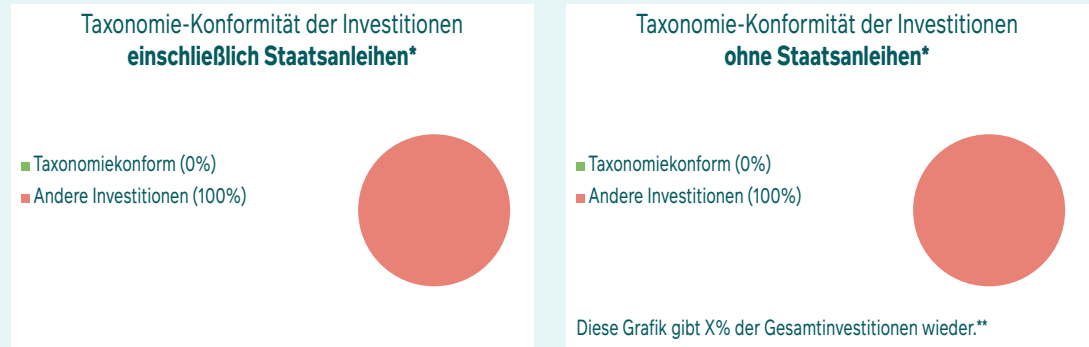 Taxonomie-Konformität der Investitionen
einschließlich Staatsanleihen*
Taxonomiekonform (0%)
Andere Investitionen (100%)
Taxonomie-Konformität der Investitionen
ohne Staatsanleihen*
Taxonomiekonform (0%)
Andere Investitionen (100%)
Diese Grafik gibt X% der Gesamtinvestitionen wieder.**